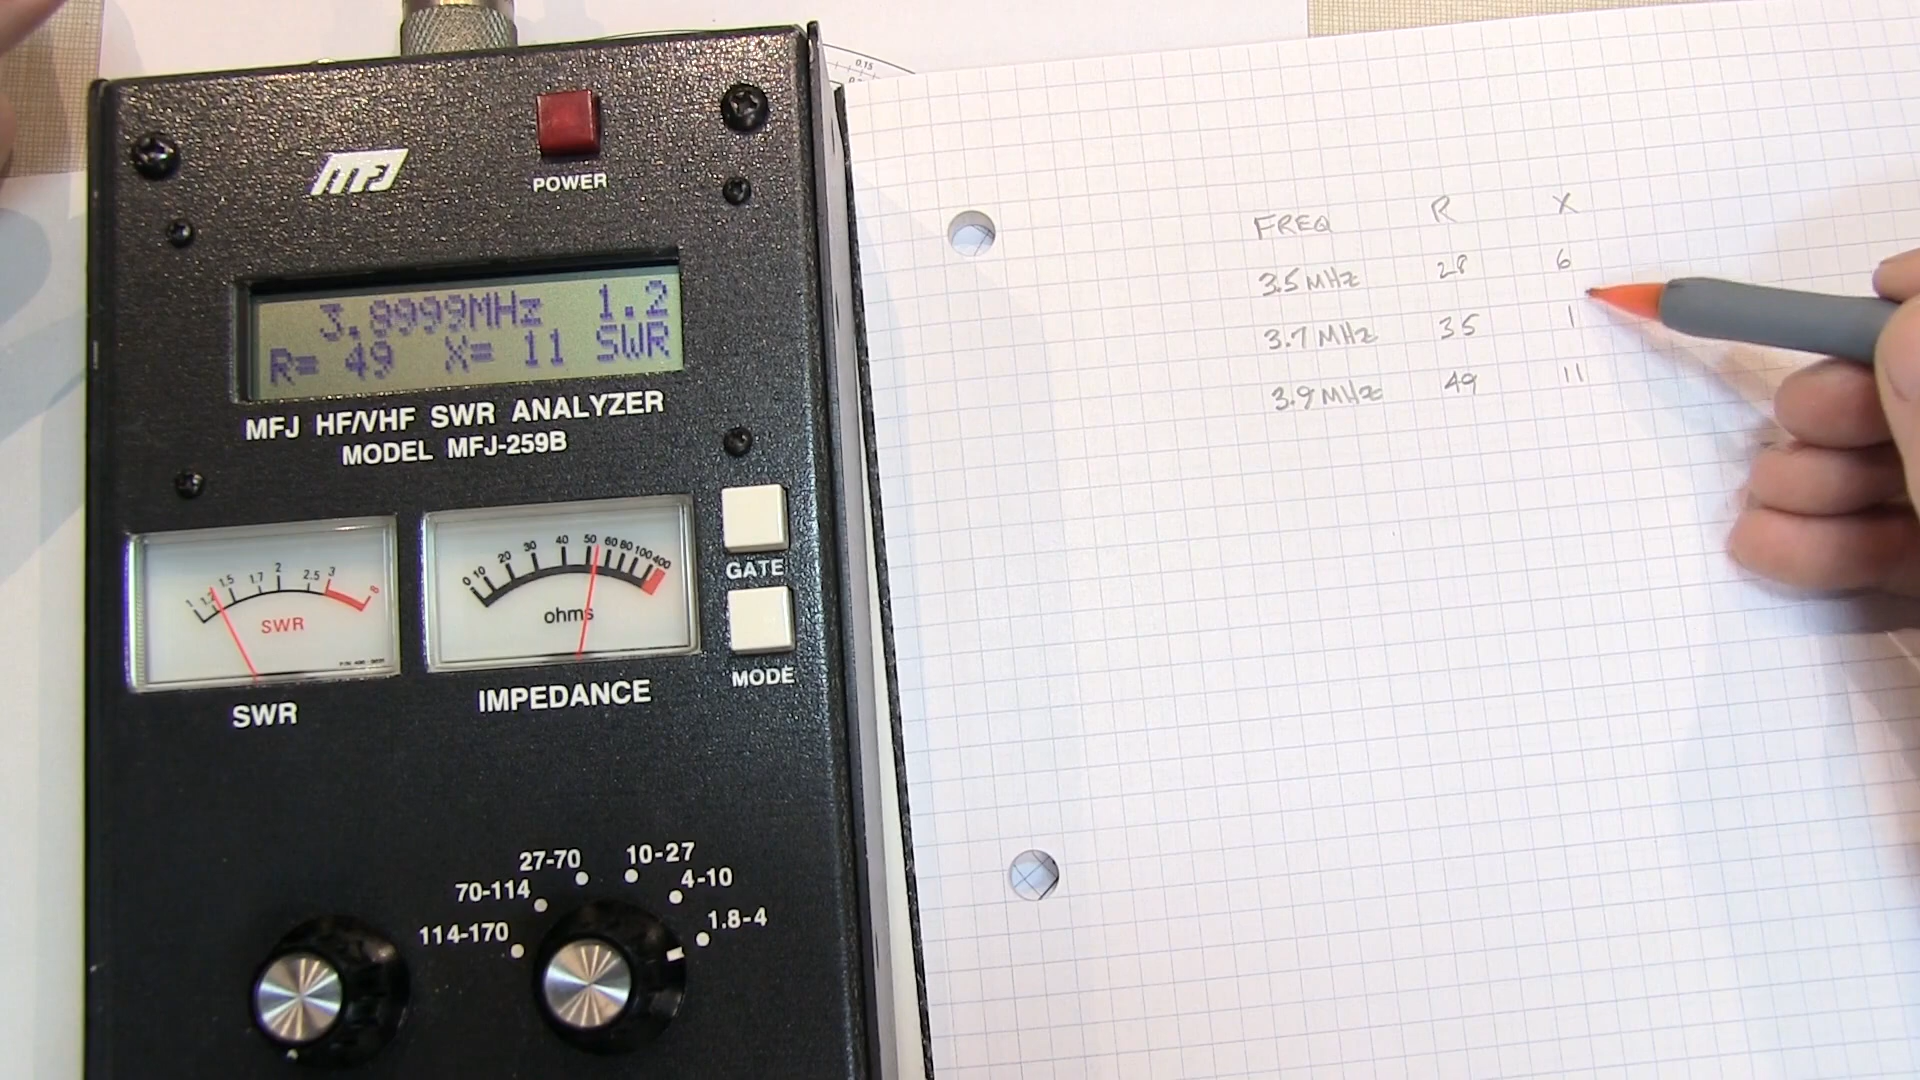 0.15
MFJ
POWER
3.8999MHz 1.2
R= 49 X= 11 SWR
MFJ HF/VHF SWR ANALYZER
MODEL MFJ-259B
1 1.2 1.5 1.7 2 2.5 3
SWR
0 10 20 30 40 50 60 80 100 400
ohms
GATE
MODE
SWR
IMPEDANCE
27-70 10-27
70-114 4-10
114-170 1.8-4
FREQ R X
3.5 MHz 28 6
3.7 MHz 35 1
3.9 MHz 49 11